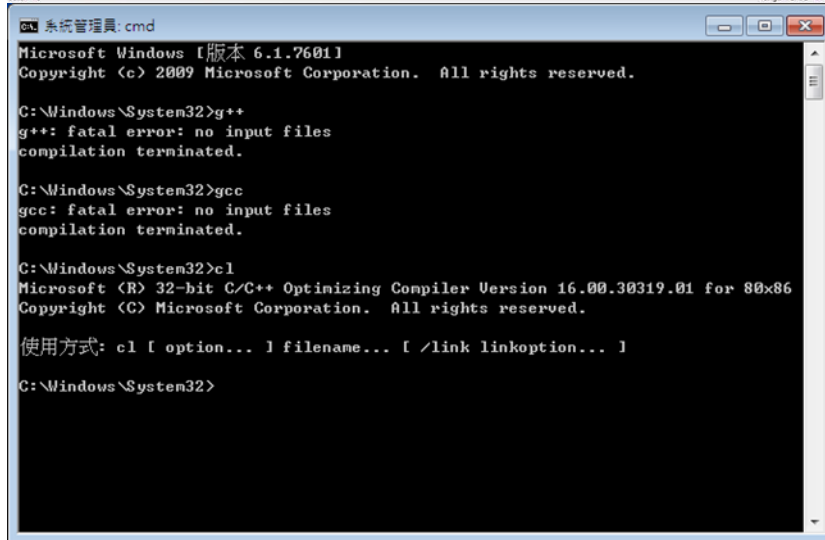 系統管理員: cmd
Microsoft Windows [版本 6.1.7601]
Copyright (c) 2009 Microsoft Corporation.  All rights reserved.
C:\Windows\System32>g++
g++: fatal error: no input files
compilation terminated.
C:\Windows\System32>gcc
gcc: fatal error: no input files
compilation terminated.
C:\Windows\System32>cl
Microsoft (R) 32-bit C/C++ Optimizing Compiler Version 16.00.30319.01 for 80x86
Copyright (C) Microsoft Corporation.  All rights reserved.
使用方式: cl [ option... ] filename... [ /link linkoption... ]
C:\Windows\System32>